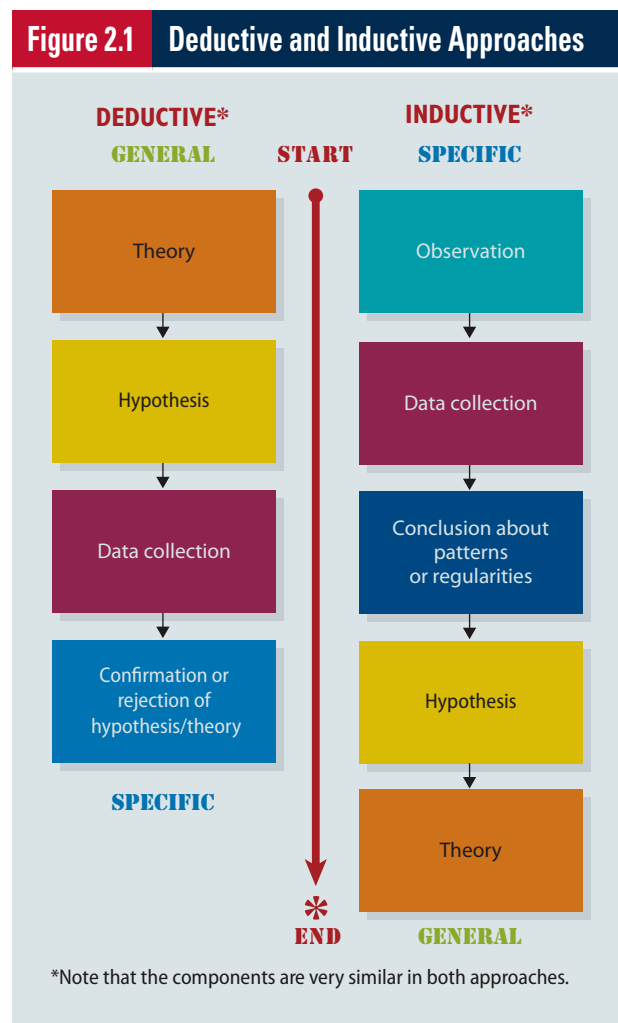 Figure 2.1 Deductive and Inductive Approaches
DEDUCTIVE*
GENERAL
START
INDUCTIVE*
SPECIFIC
Theory
Hypothesis
Data collection
Confirmation or
rejection of
hypothesis/theory
SPECIFIC
Observation
Data collection
Conclusion about
patterns
or regularities
Hypothesis
Theory
*
END
GENERAL
*Note that the components are very similar in both approaches.